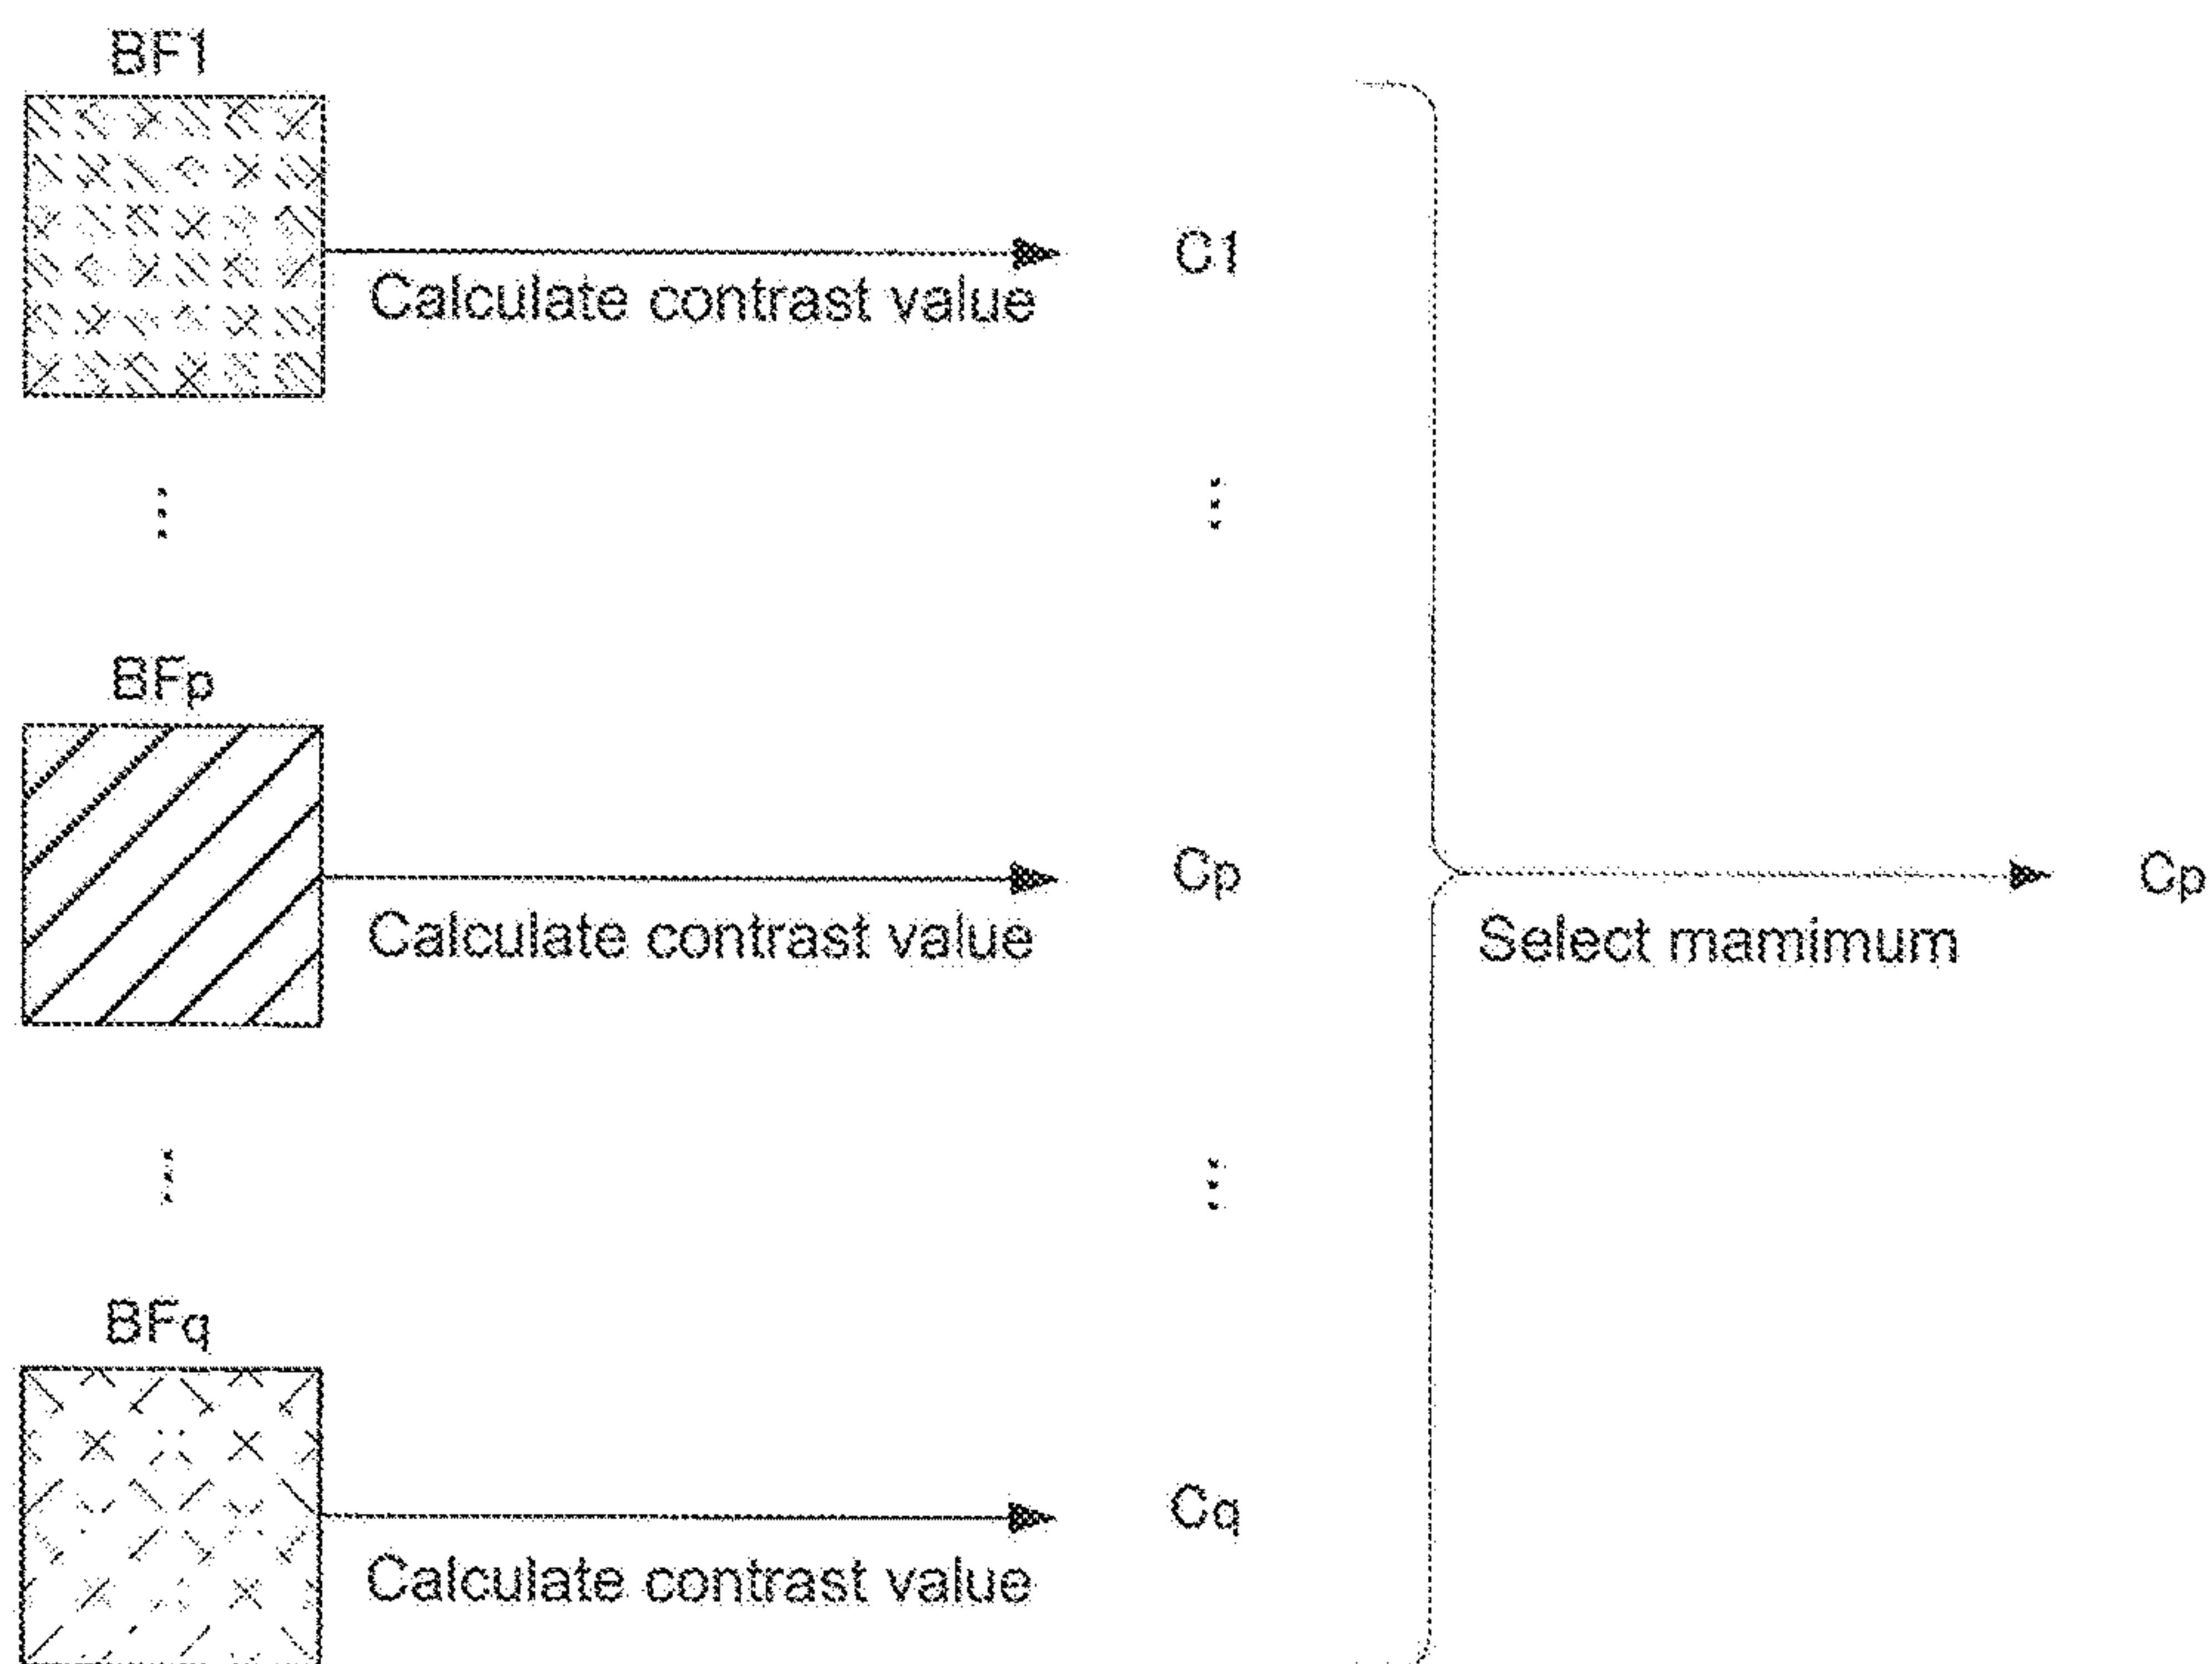 BF1
Calculate contrast value
C1
⋮
⋮
BFp
Calculate contrast value
Cp
Select mamimum
Cp
⋮
⋮
BFq
Calculate contrast value
Cq